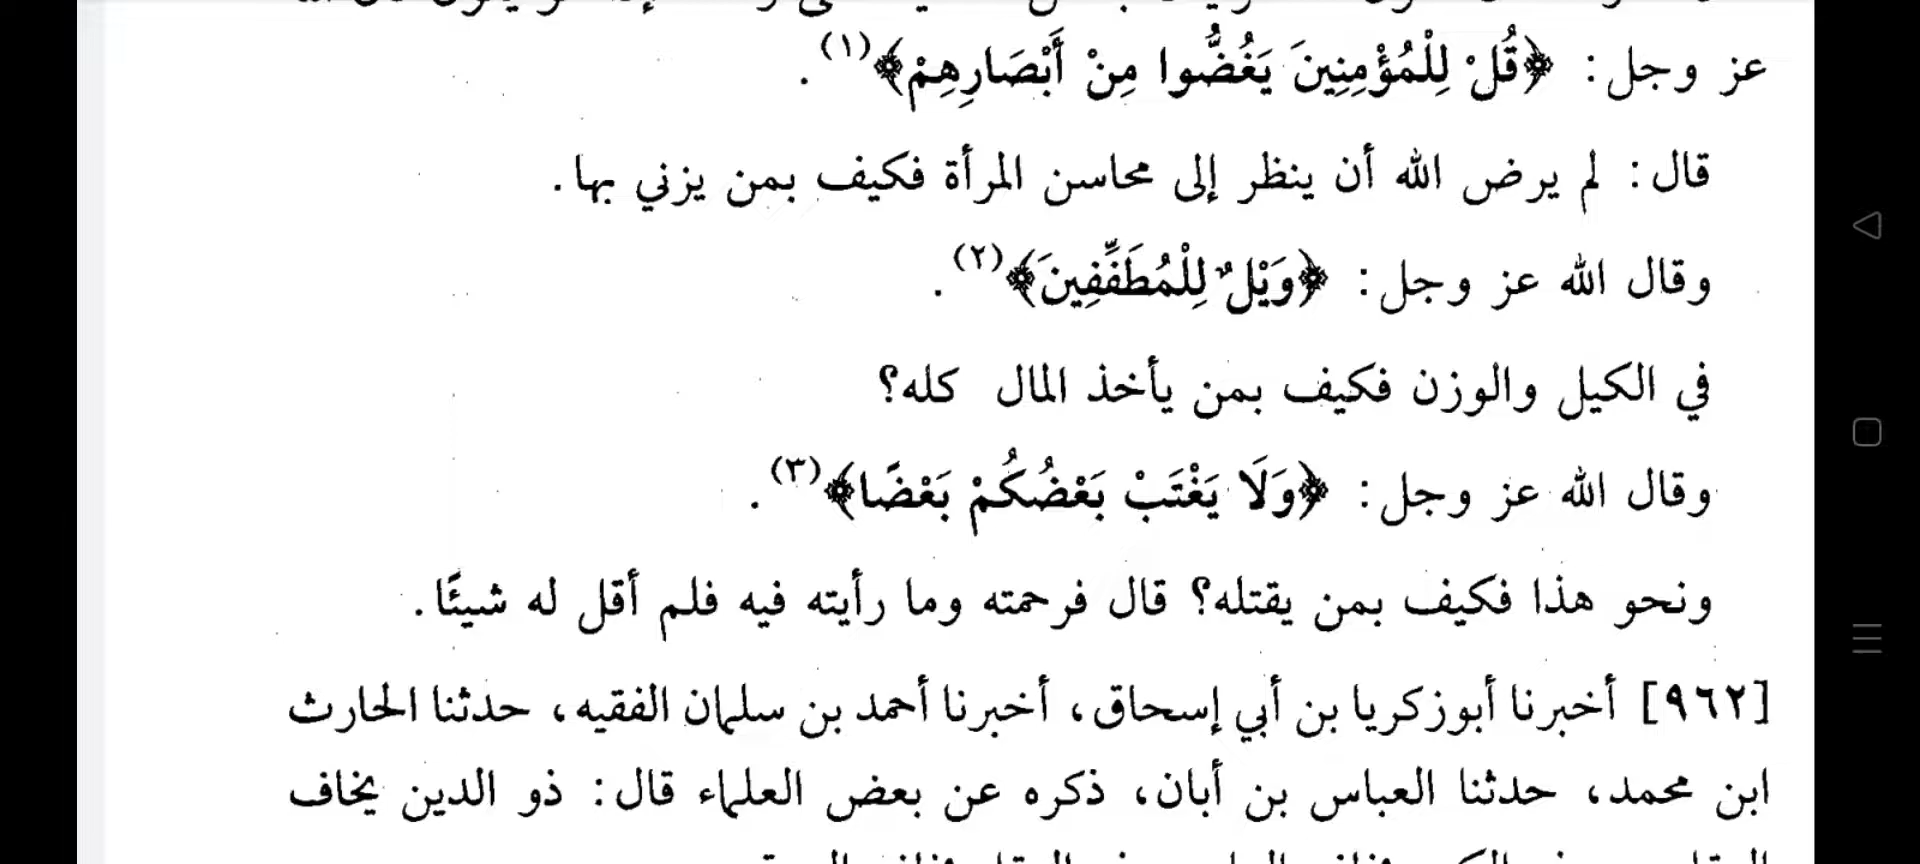 عز وجل: ﴿قُلْ لِلْمُؤْمِنِينَ يَغُضُّوا مِنْ أَبْصَارِهِمْ﴾(١).
قال: لم يرض الله أن ينظر إلى محاسن المرأة فكيف بمن يزني بها.
وقال الله عز وجل: ﴿وَيْلٌ لِلْمُطَفِّفِينَ﴾(٢).
في الكيل والوزن فكيف بمن يأخذ المال كله؟
وقال الله عز وجل: ﴿وَلَا يَغْتَبْ بَعْضُكُمْ بَعْضًا﴾(٣).
ونحو هذا فكيف بمن يقتله؟ قال فرحمته وما رأيته فيه فلم أقل له شيئًا.
[٩٦٢] أخبرنا أبوزكريا بن أبي إسحاق، أخبرنا أحمد بن سلمان الفقيه، حدثنا الحارث
ابن محمد، حدثنا العباس بن أبان، ذكره عن بعض العلماء قال: ذو الدين يخاف